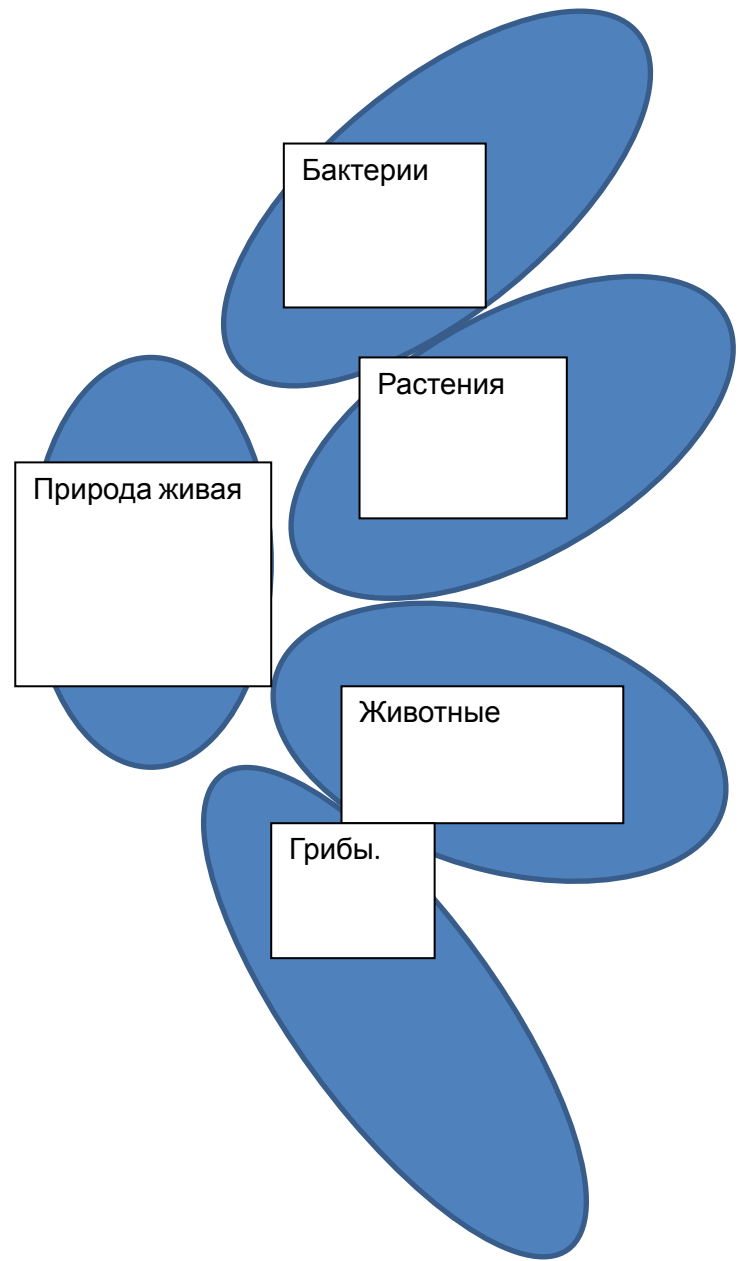 Бактерии
Растения
Природа живая
Животные
Грибы.